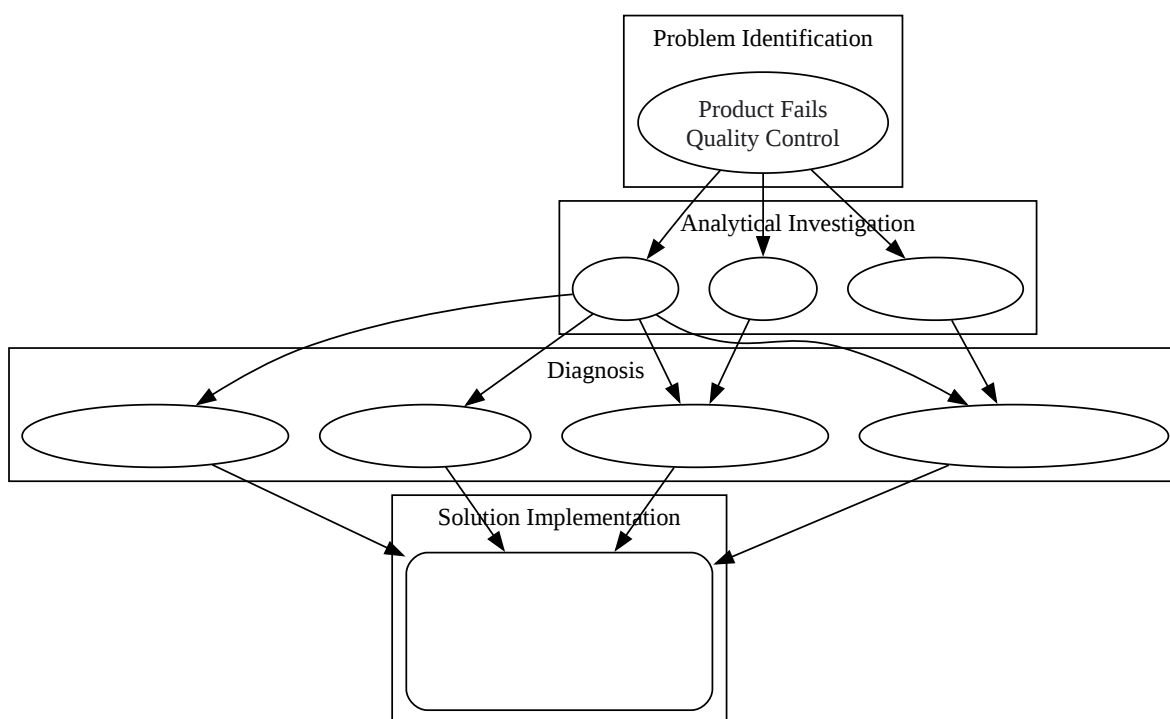 Problem Identification
Product Fails
Quality Control
Analytical Investigation
Diagnosis
Solution Implementation